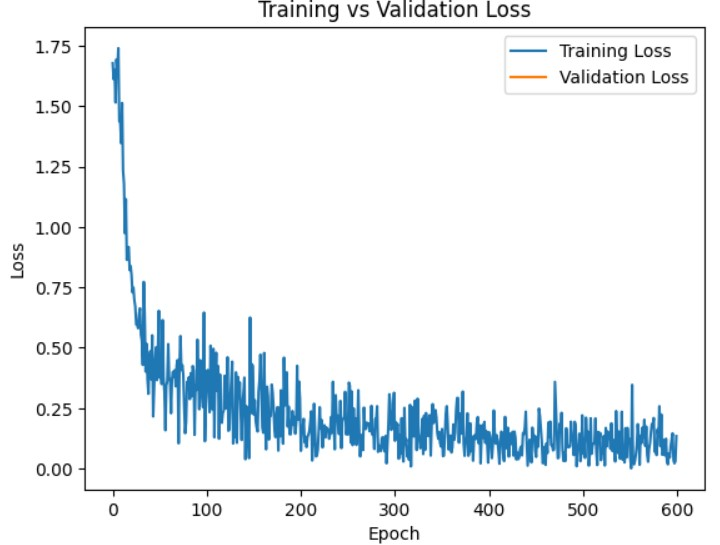 Training vs Validation Loss
Training Loss
Validation Loss
1.75
1.50
1.25
1.00
0.75
0.50
0.25
0.00
Loss
0 100 200 300 400 500 600
Epoch